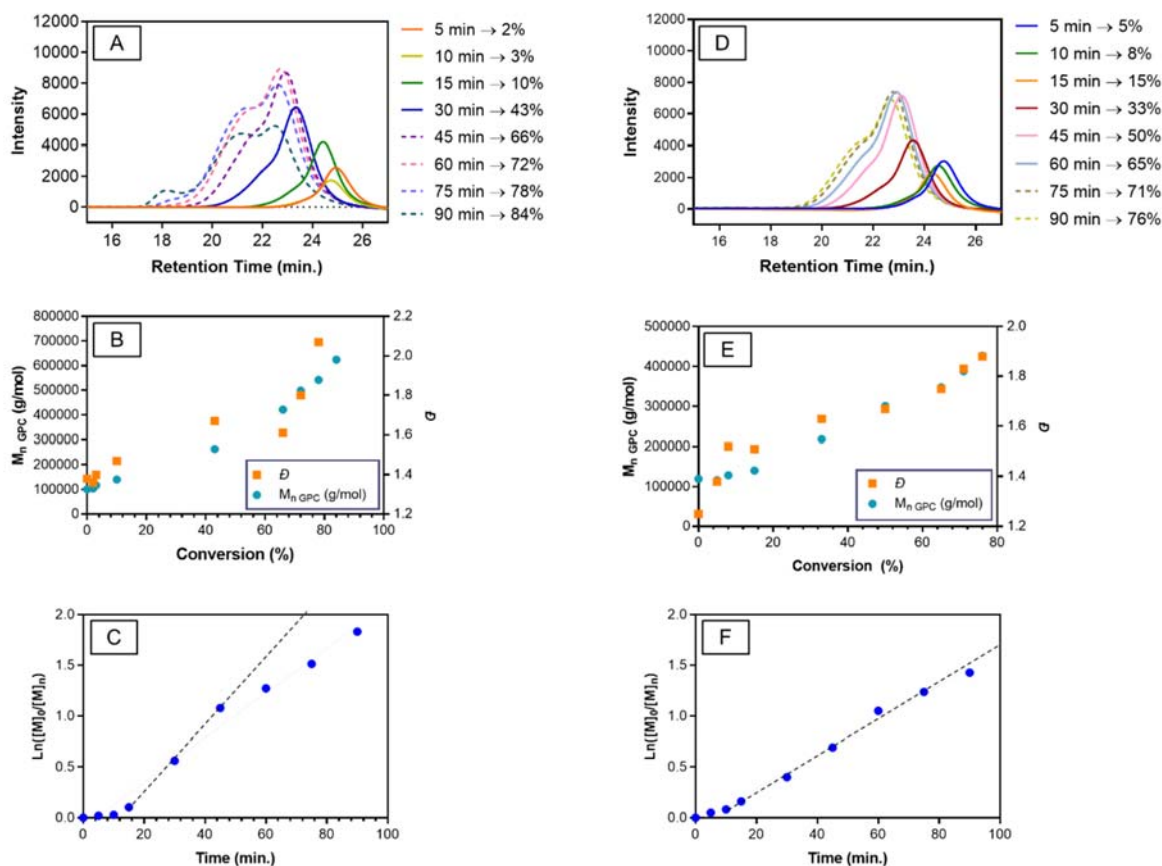 A
12000
10000
8000
6000
4000
2000
0
Intensity
16 18 20 22 24 26
Retention Time (min.)
5 min → 2%
10 min → 3%
15 min → 10%
30 min → 43%
45 min → 66%
60 min → 72%
75 min → 78%
90 min → 84%
D
12000
10000
8000
6000
4000
2000
0
Intensity
16 18 20 22 24 26
Retention Time (min.)
5 min → 5%
10 min → 8%
15 min → 15%
30 min → 33%
45 min → 50%
60 min → 65%
75 min → 71%
90 min → 76%
B
800000
700000
600000
500000
400000
300000
200000
100000
0
Mn GPC (g/mol)
2.2
2.0
1.8
1.6
1.4
1.2
Đ
Đ
Mn GPC (g/mol)
0 20 40 60 80 100
Conversion (%)
E
500000
400000
300000
200000
100000
0
Mn GPC (g/mol)
2.0
1.8
1.6
1.4
1.2
Đ
Đ
Mn GPC (g/mol)
0 20 40 60 80
Conversion (%)
C
2.0
1.5
1.0
0.5
0.0
Ln([M]0/[M]n)
0 20 40 60 80 100
Time (min.)
F
2.0
1.5
1.0
0.5
0.0
Ln([M]0/[M]n)
0 20 40 60 80 100
Time (min.)